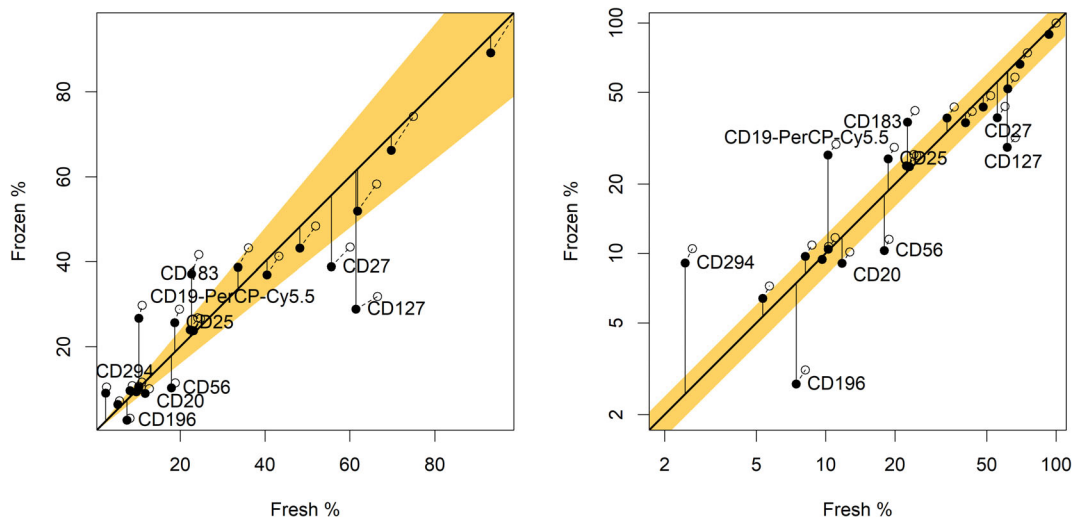 80
60
40
20
Frozen %
CD183
CD19-PerCP-Cy5.5
CD25
CD27
CD127
CD294
CD56
CD20
CD196
20
40
60
80
Fresh %
100
50
20
10
5
2
Frozen %
CD183
CD19-PerCP-Cy5.5
CD25
CD27
CD127
CD294
CD56
CD20
CD196
2
5
10
20
50
100
Fresh %